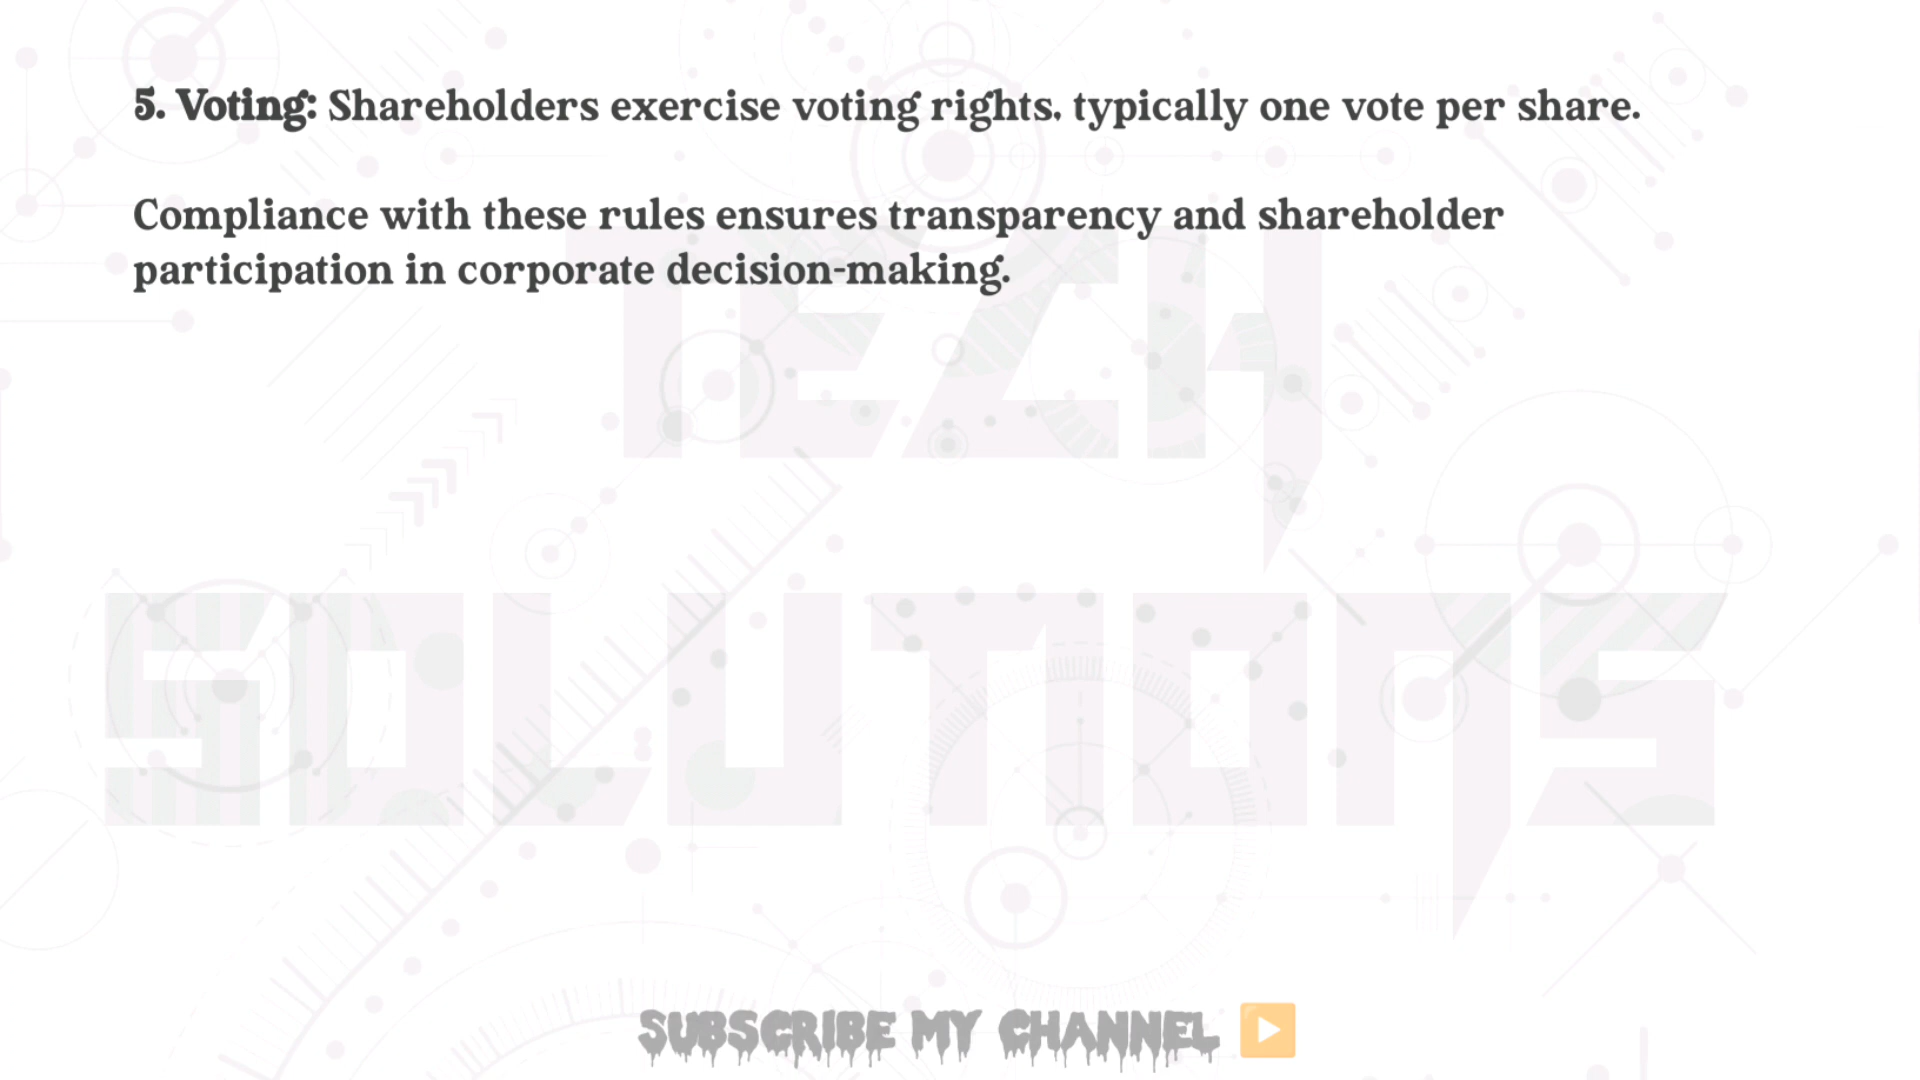 5. Voting: Shareholders exercise voting rights, typically one vote per share.
Compliance with these rules ensures transparency and shareholder
participation in corporate decision-making.
TEZH
SOLUTIONS
SUBSCRIBE MY CHANNEL